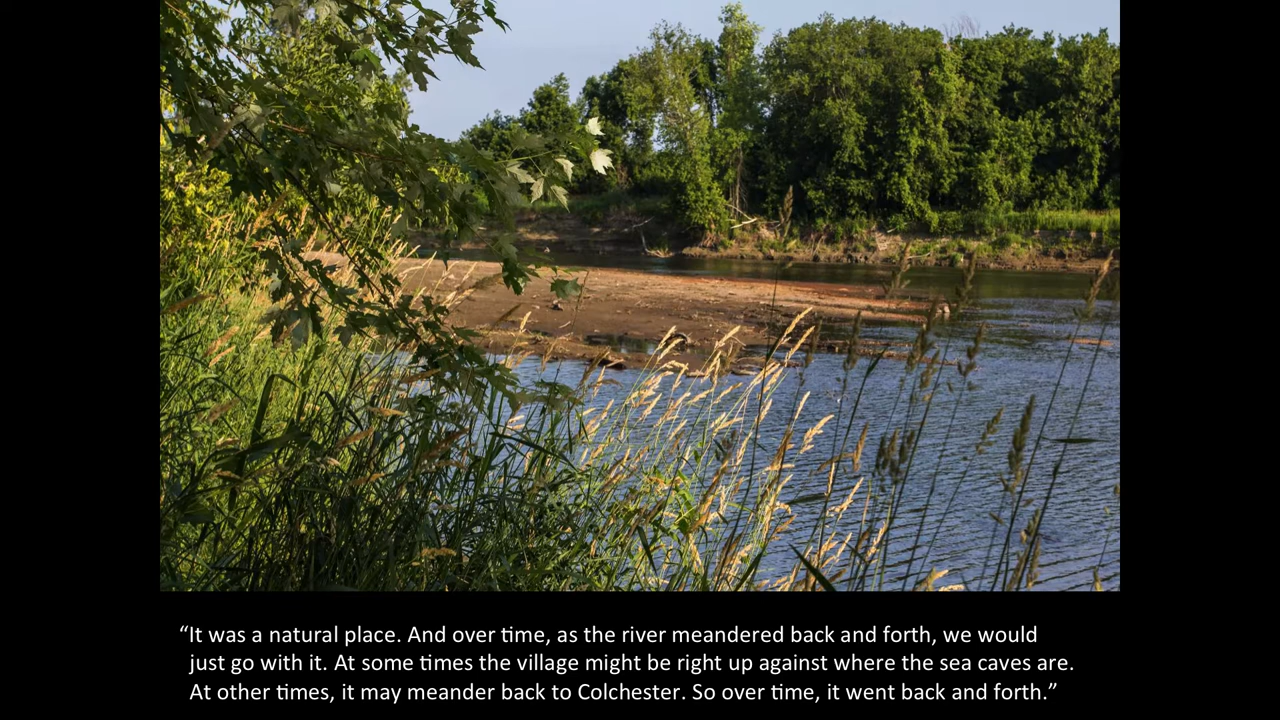 “It was a natural place. And over time, as the river meandered back and forth, we would
just go with it. At some times the village might be right up against where the sea caves are.
At other times, it may meander back to Colchester. So over time, it went back and forth.”